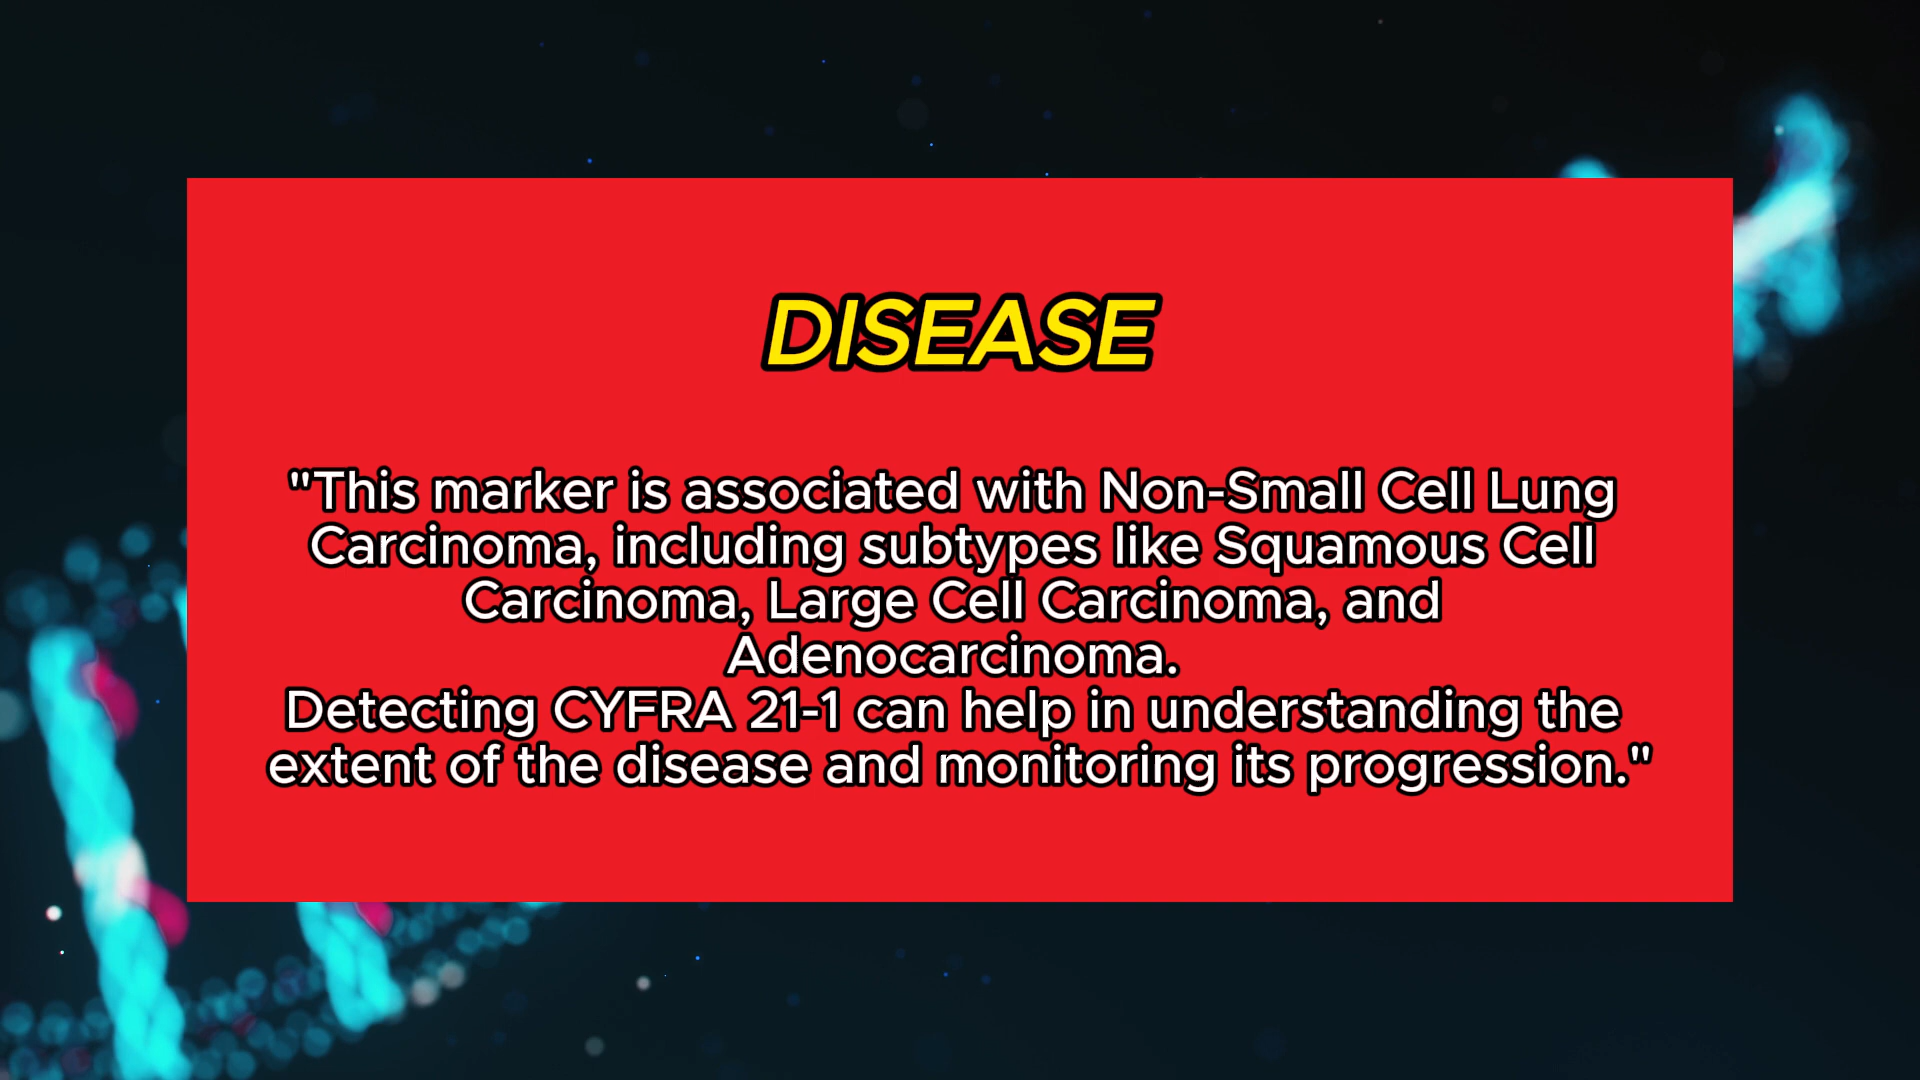 DISEASE
"This marker is associated with Non-Small Cell Lung
Carcinoma, including subtypes like Squamous Cell
Carcinoma, Large Cell Carcinoma, and
Adenocarcinoma.
Detecting CYFRA 21-1 can help in understanding the
extent of the disease and monitoring its progression."